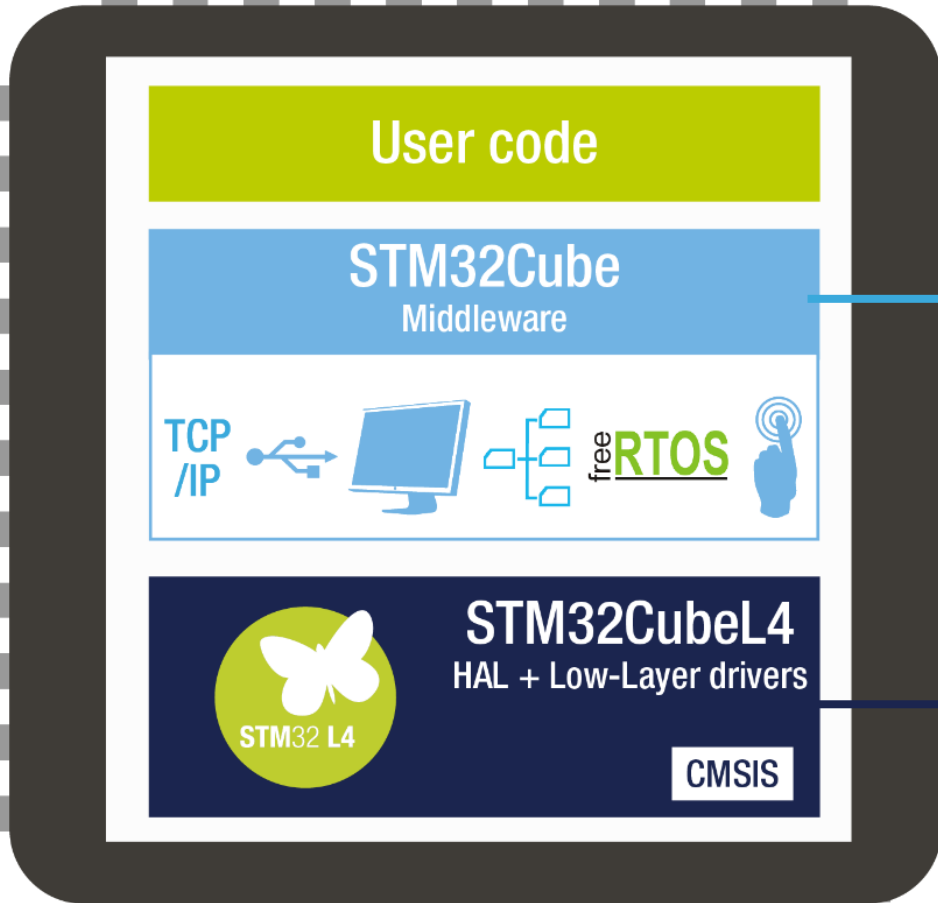 User code
STM32Cube
Middleware
TCP
/IP
free RTOS
STM32CubeL4
HAL + Low-Layer drivers
STM32 L4
CMSIS